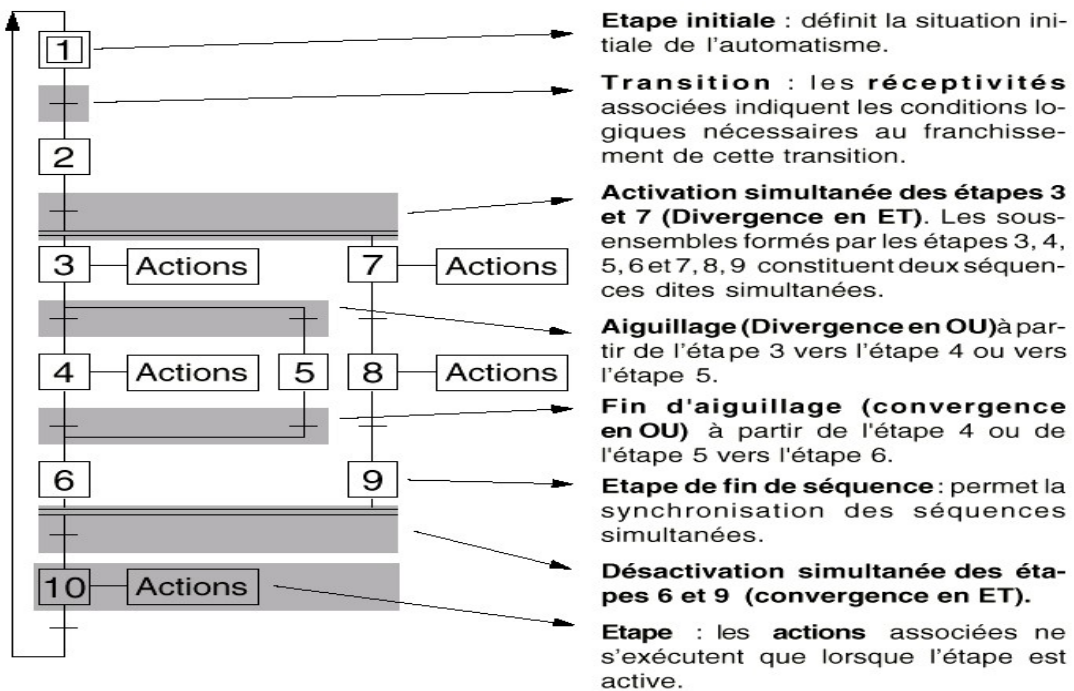 1
2
3 Actions 7 Actions
4 Actions 5 8 Actions
6 9
10 Actions
Etape initiale : définit la situation ini-
tiale de l'automatisme.
Transition : les réceptivités
associées indiquent les conditions lo-
giques nécessaires au franchisse-
ment de cette transition.
Activation simultanée des étapes 3
et 7 (Divergence en ET). Les sous-
ensembles formés par les étapes 3, 4,
5, 6 et 7, 8, 9 constituent deux séquen-
ces dites simultanées.
Aiguillage (Divergence en OU) à par-
tir de l'étape 3 vers l'étape 4 ou vers
l'étape 5.
Fin d'aiguillage (convergence
en OU) à partir de l'étape 4 ou de
l'étape 5 vers l'étape 6.
Etape de fin de séquence : permet la
synchronisation des séquences
simultanées.
Désactivation simultanée des éta-
pes 6 et 9 (convergence en ET).
Etape : les actions associées ne
s'exécutent que lorsque l'étape est
active.